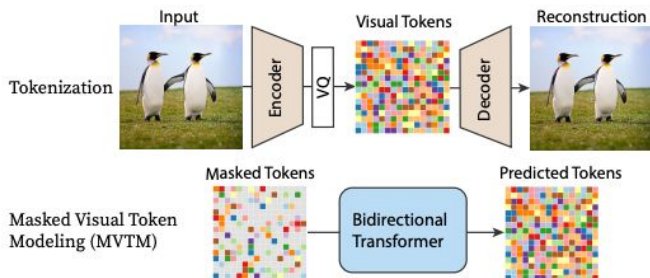 Input
Visual Tokens
Reconstruction
Tokenization
Encoder
VQ
Decoder
Masked Tokens
Predicted Tokens
Masked Visual Token
Modeling (MVTM)
Bidirectional
Transformer